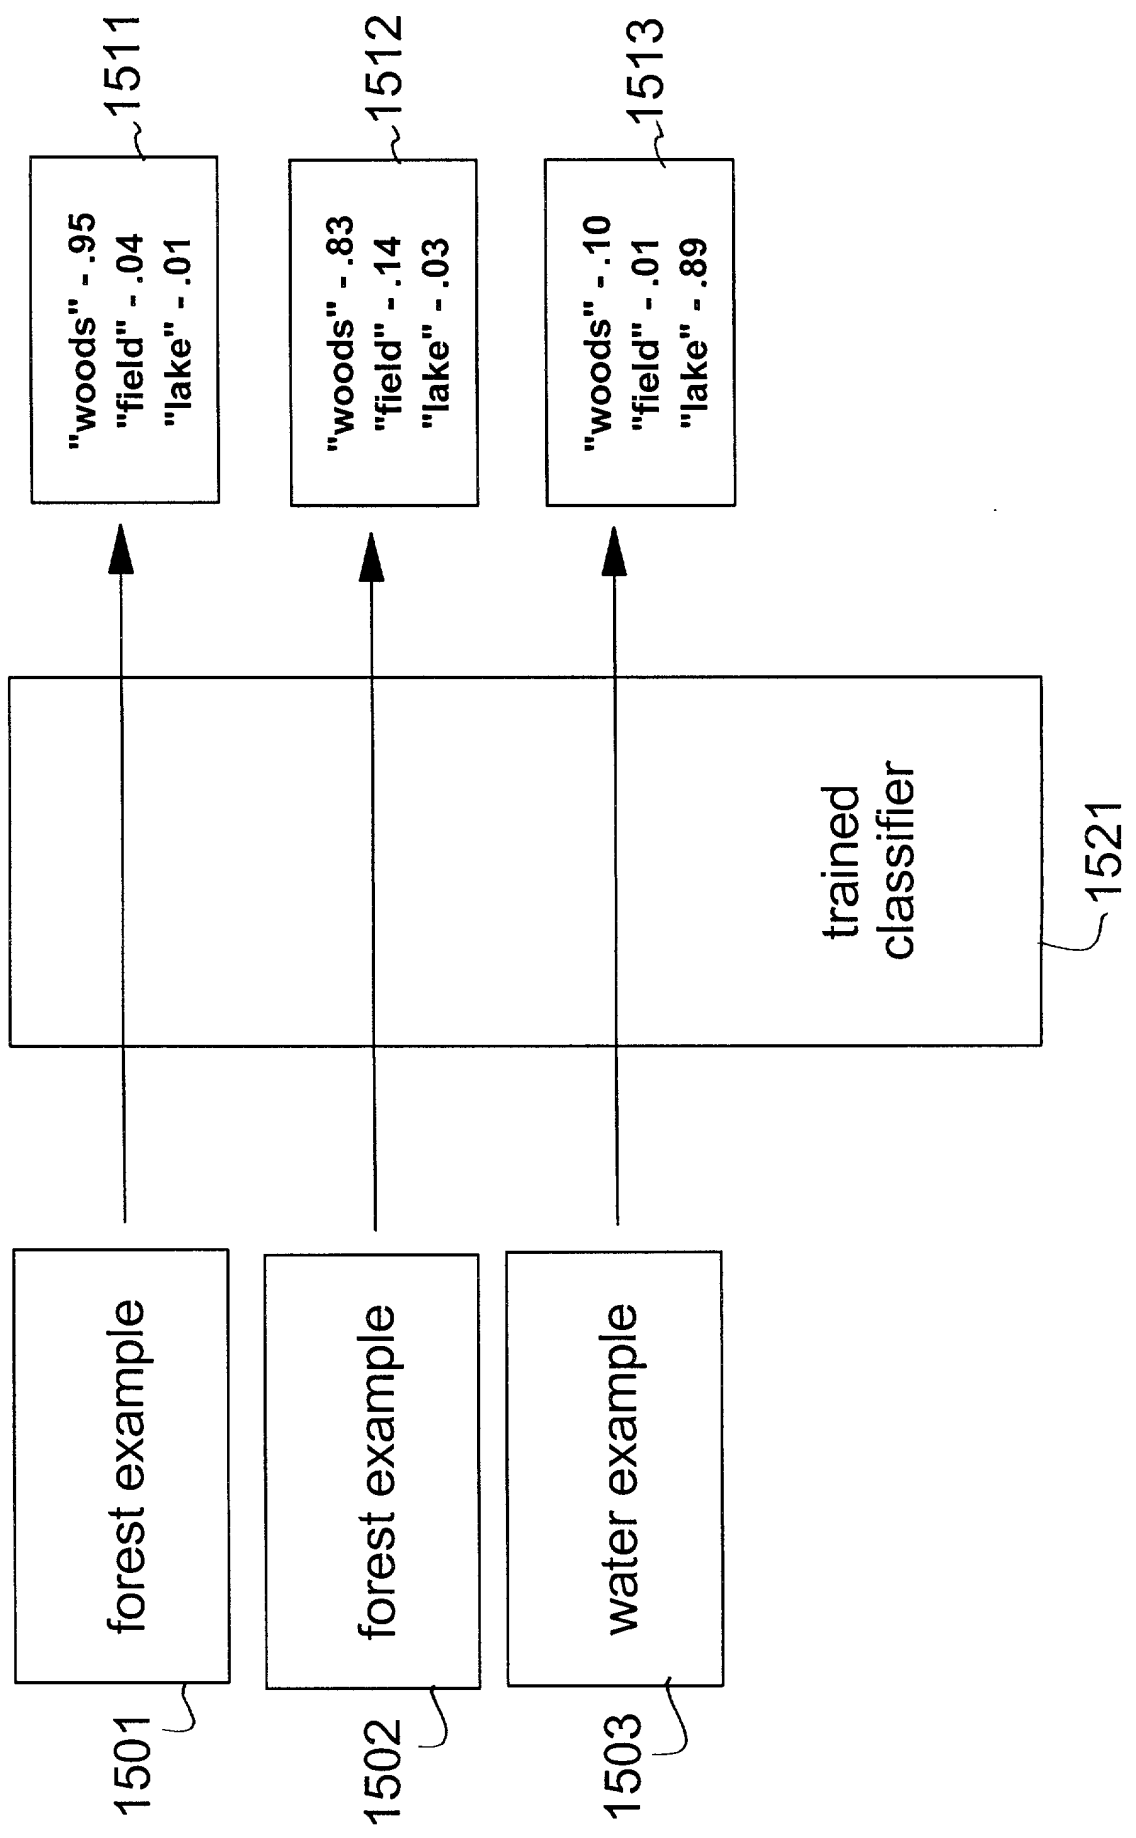 1501
forest example
1502
forest example
1503
water example
trained
classifier
1521
"woods" - .95
"field" - .04
"lake" - .01
1511
"woods" - .83
"field" - .14
"lake" - .03
1512
"woods" - .10
"field" - .01
"lake" - .89
1513